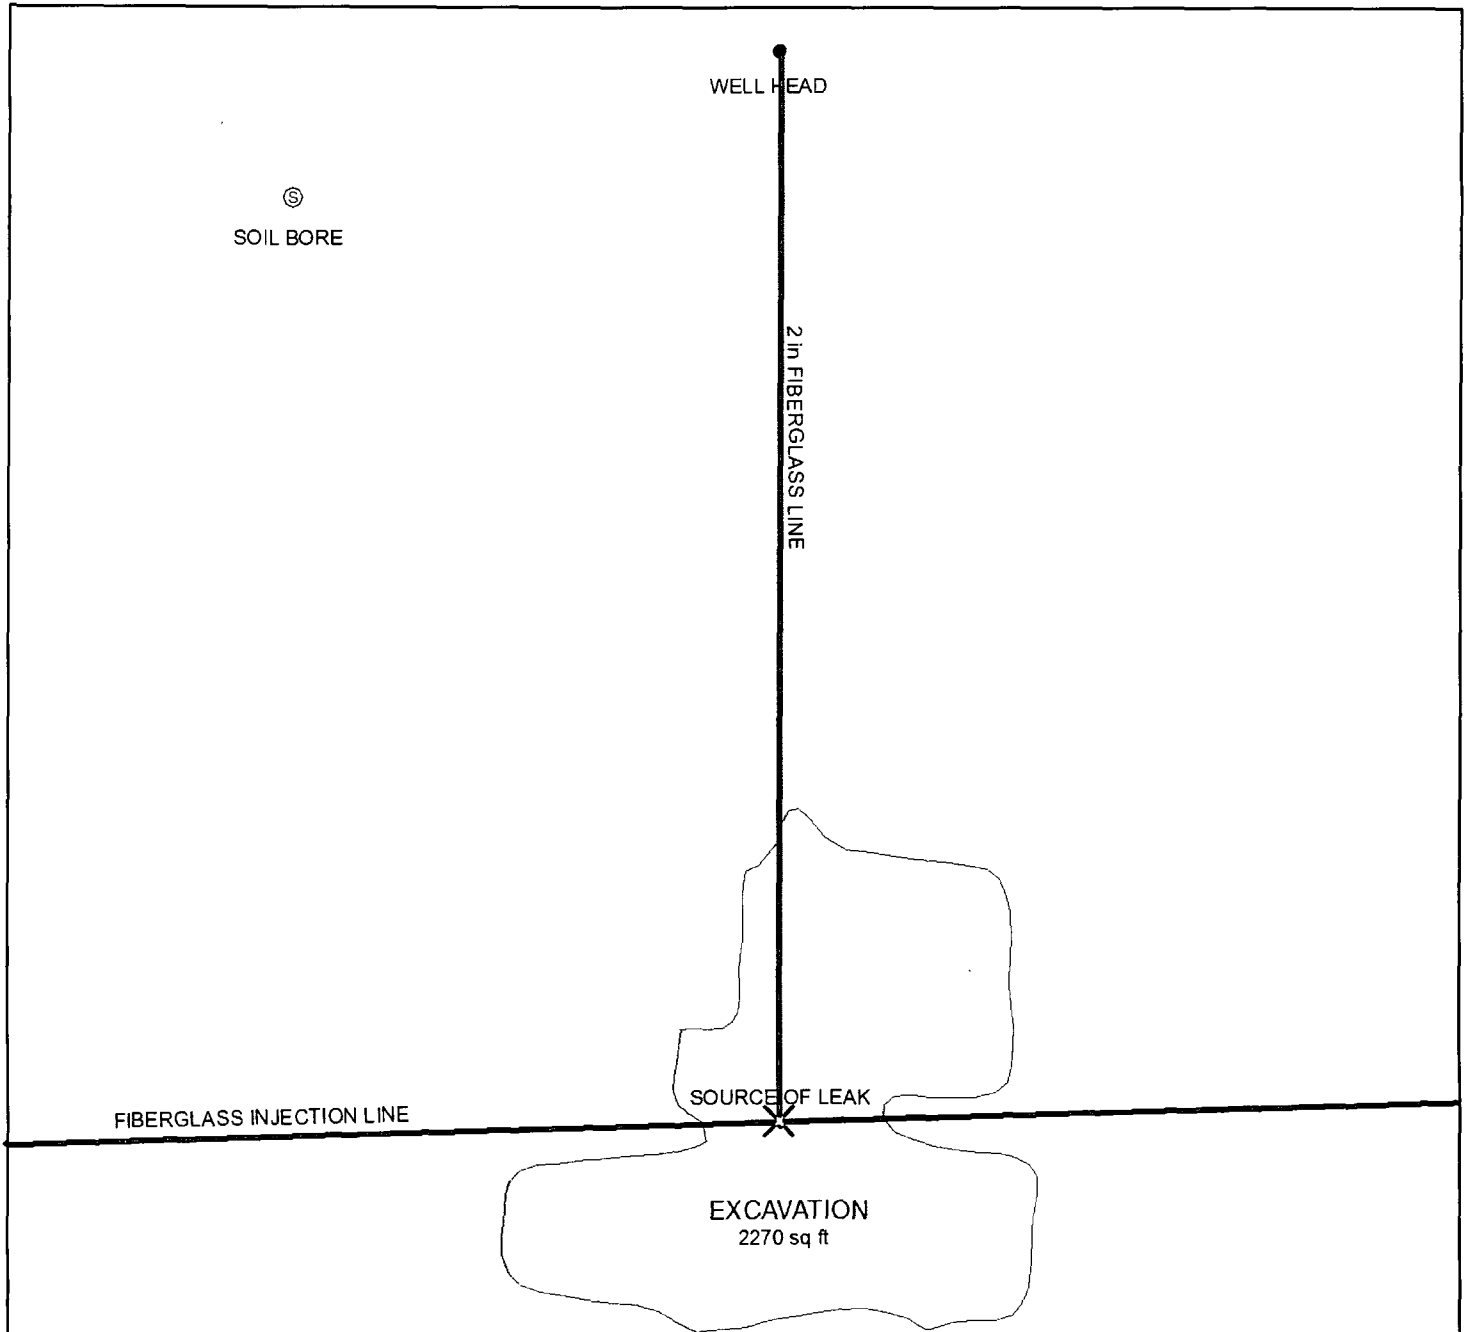 WELL HEAD
S
SOIL BORE
2 in FIBERGLASS LINE
SOURCE OF LEAK
FIBERGLASS INJECTION LINE
EXCAVATION
2270 sq ft